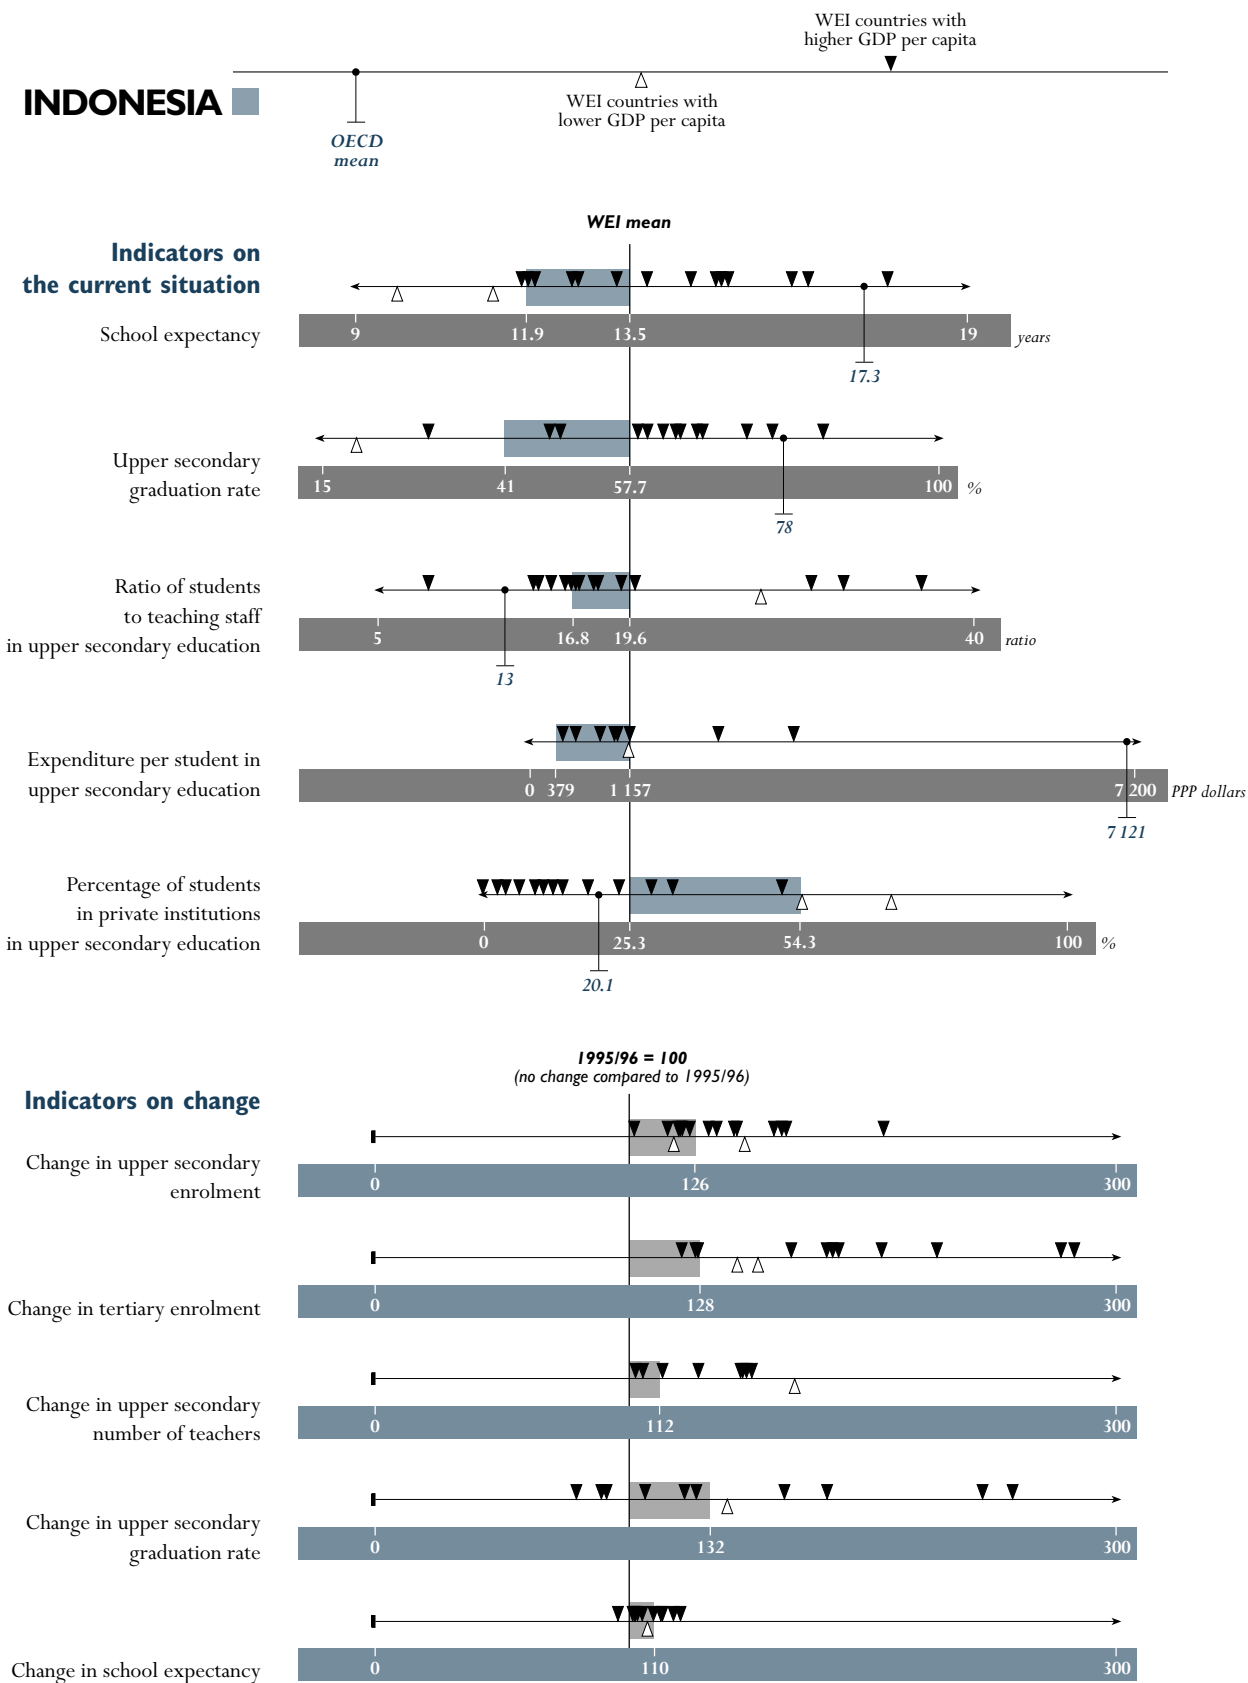 WEI countries with
higher GDP per capita
INDONESIA
WEI countries with
lower GDP per capita
OECD
mean
WEI mean
Indicators on
the current situation
School expectancy
9 11.9 13.5 19 years
17.3
Upper secondary
graduation rate
15 41 57.7 100 %
78
Ratio of students
to teaching staff
in upper secondary education
5 16.8 19.6 40 ratio
13
Expenditure per student in
upper secondary education
0 379 1 157 7 200 PPP dollars
7 121
Percentage of students
in private institutions
in upper secondary education
0 25.3 54.3 100 %
20.1
1995/96 = 100
(no change compared to 1995/96)
Indicators on change
Change in upper secondary
enrolment
0 126 300
Change in tertiary enrolment
0 128 300
Change in upper secondary
number of teachers
0 112 300
Change in upper secondary
graduation rate
0 132 300
Change in school expectancy
0 110 300